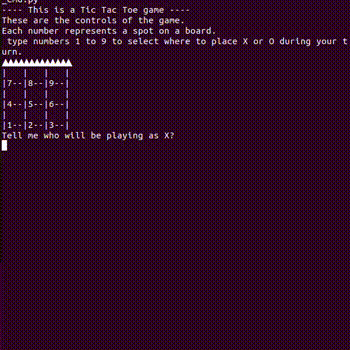 _cmd.py
---- This is a Tic Tac Toe game ----
These are the controls of the game.
Each number represents a spot on a board.
 type numbers 1 to 9 to select where to place X or O during your t
urn.
▲▲▲▲▲▲▲▲▲▲▲▲▲
|   |   |   |
|7--|8--|9--|
|   |   |   |
|4--|5--|6--|
|   |   |   |
|1--|2--|3--|
Tell me who will be playing as X?